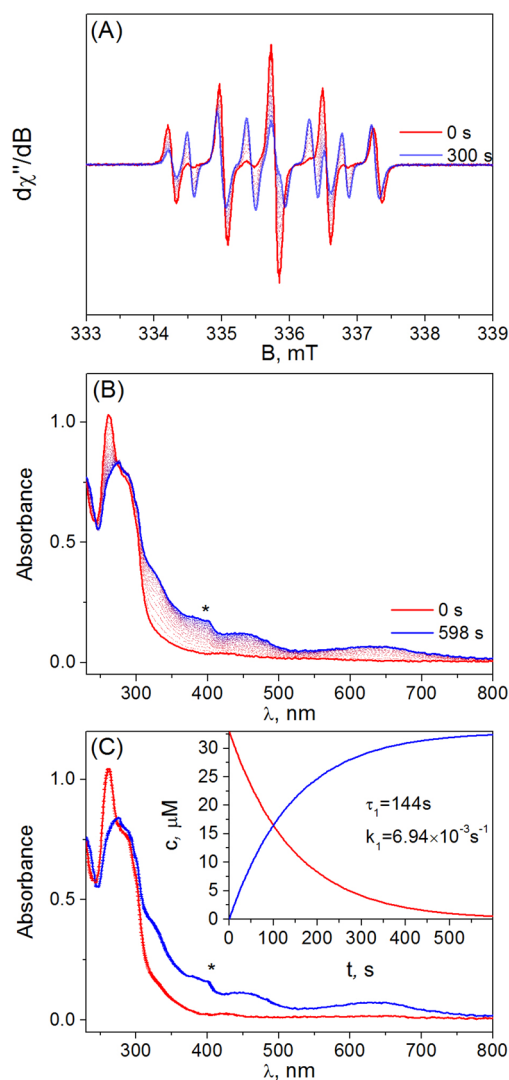 (A)
dχ''/dB
0 s
300 s
333 334 335 336 337 338 339
B, mT
(B)
Absorbance
1.0
0.5
0.0
*
0 s
598 s
300 400 500 600 700 800
λ, nm
(C)
Absorbance
1.0
0.5
0.0
*
c, μM
30
25
20
15
10
5
0
τ₁=144s
k₁=6.94×10⁻³s⁻¹
0 100 200 300 400 500
t, s
300 400 500 600 700 800
λ, nm